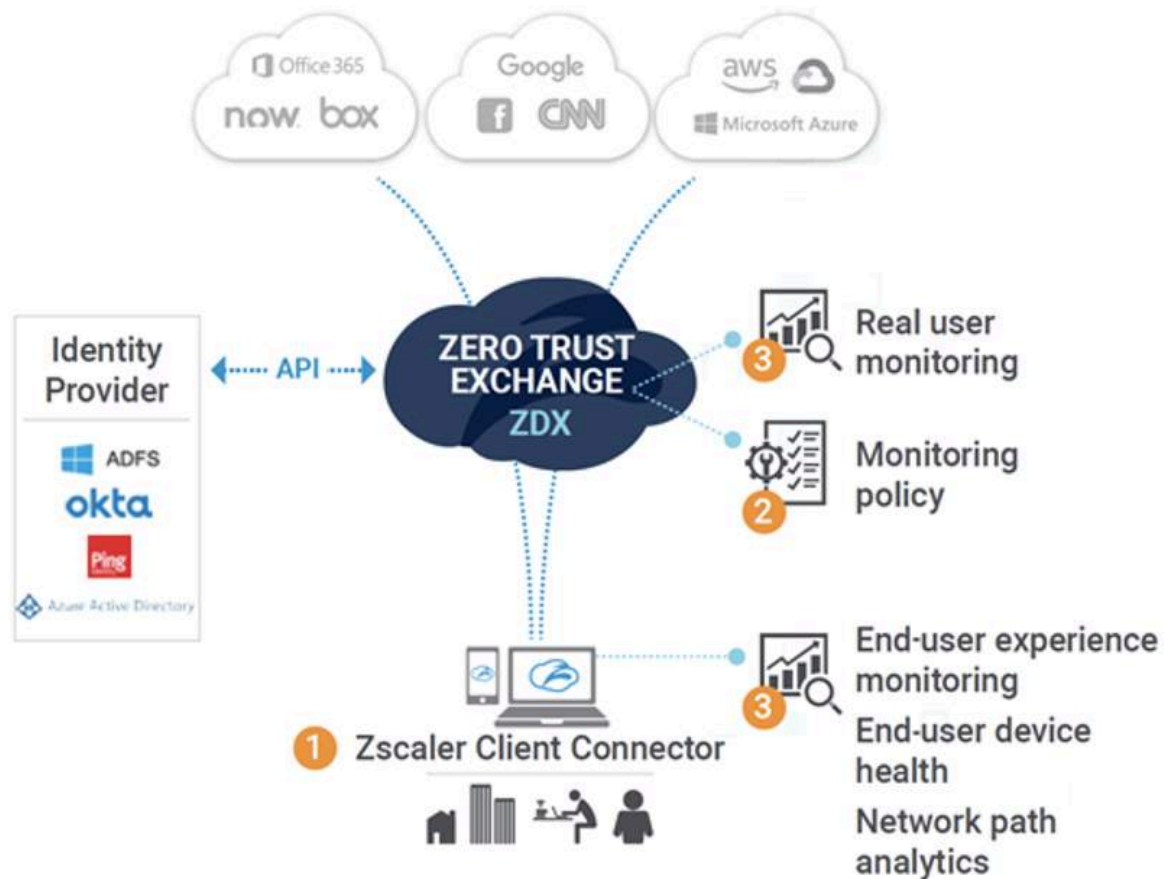 Office 365
now. box
Google
f CNN
aws
Microsoft Azure
Identity
Provider
ADFS
okta
Ping
Azure Active Directory
API
ZERO TRUST
EXCHANGE
ZDX
3
Real user
monitoring
2
Monitoring
policy
1 Zscaler Client Connector
3
End-user experience
monitoring
End-user device
health
Network path
analytics